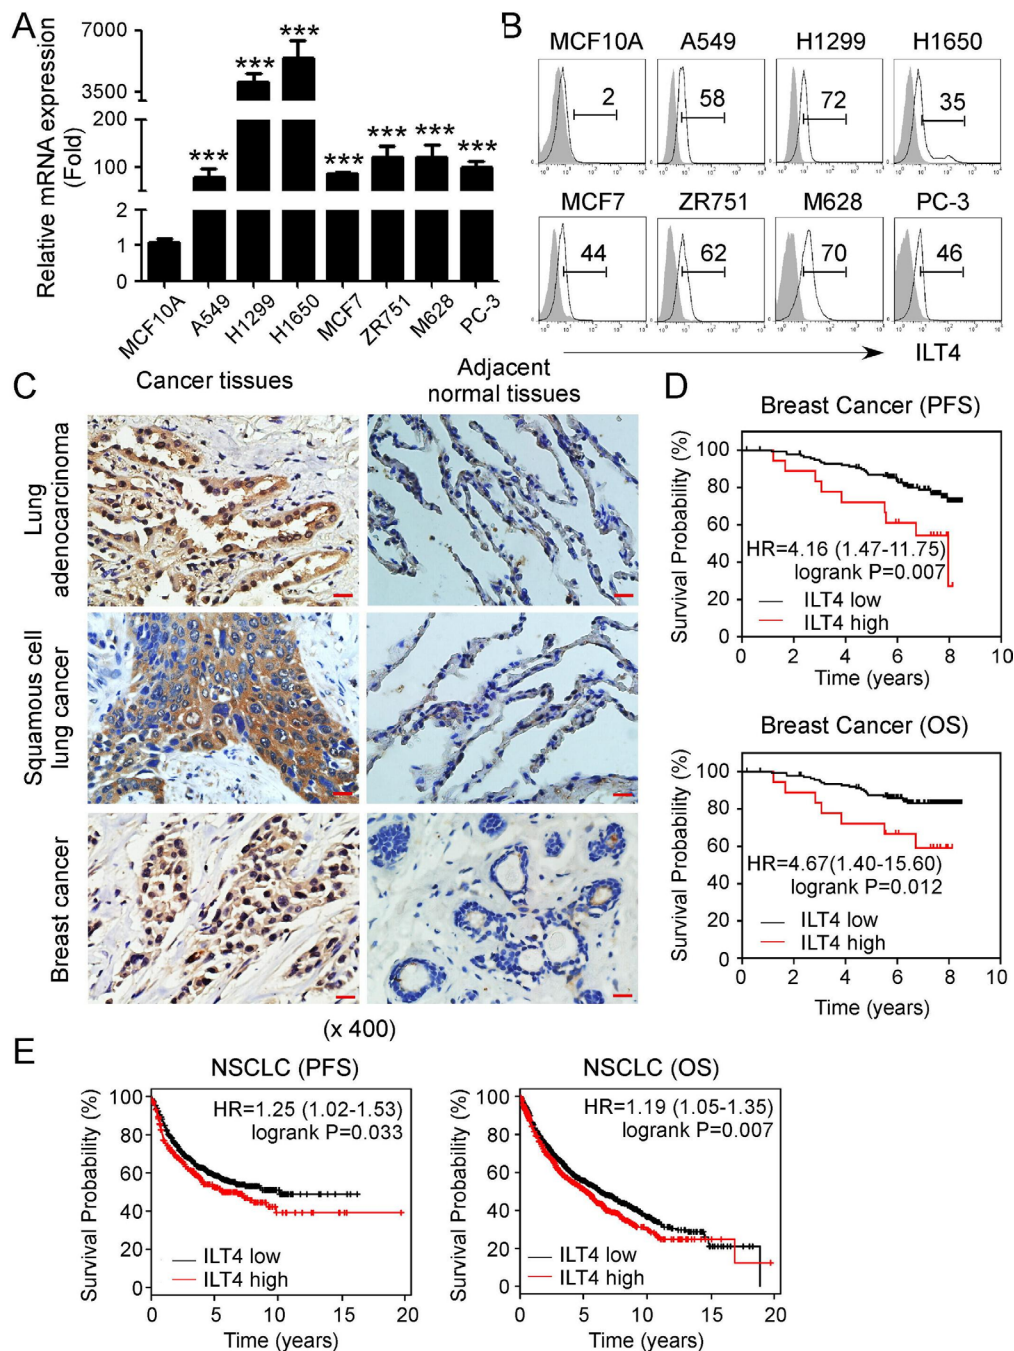 A
Relative mRNA expression
(Fold)
7000
3500
200
100
2
1
0
***
***
***
***
***
***
***
MCF10A
A549
H1299
H1650
MCF7
ZR751
M628
PC-3
B
MCF10A
A549
H1299
H1650
2
58
72
35
MCF7
ZR751
M628
PC-3
44
62
70
46
ILT4
C
Cancer tissues
Adjacent
normal tissues
Lung
adenocarcinoma
Squamous cell
lung cancer
Breast cancer
(x 400)
D
Breast Cancer (PFS)
Survival Probability (%)
100
80
60
40
20
0
HR=4.16 (1.47-11.75)
logrank P=0.007
ILT4 low
ILT4 high
0 2 4 6 8 10
Time (years)
Breast Cancer (OS)
Survival Probability (%)
100
80
60
40
20
0
HR=4.67(1.40-15.60)
logrank P=0.012
ILT4 low
ILT4 high
0 2 4 6 8 10
Time (years)
E
NSCLC (PFS)
Survival Probability (%)
100
80
60
40
20
0
HR=1.25 (1.02-1.53)
logrank P=0.033
ILT4 low
ILT4 high
0 5 10 15 20
Time (years)
NSCLC (OS)
Survival Probability (%)
100
80
60
40
20
0
HR=1.19 (1.05-1.35)
logrank P=0.007
ILT4 low
ILT4 high
0 5 10 15 20
Time (years)